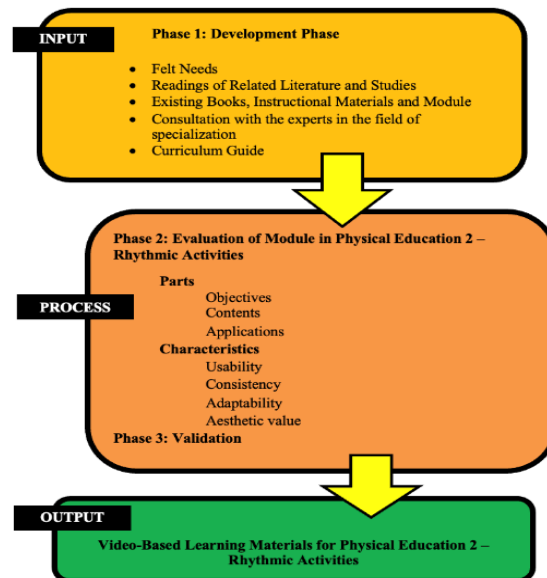 INPUT
Phase 1: Development Phase
• Felt Needs
• Readings of Related Literature and Studies
• Existing Books, Instructional Materials and Module
• Consultation with the experts in the field of
specialization
• Curriculum Guide
PROCESS
Phase 2: Evaluation of Module in Physical Education 2 –
Rhythmic Activities
Parts
Objectives
Contents
Applications
Characteristics
Usability
Consistency
Adaptability
Aesthetic value
Phase 3: Validation
OUTPUT
Video-Based Learning Materials for Physical Education 2 –
Rhythmic Activities